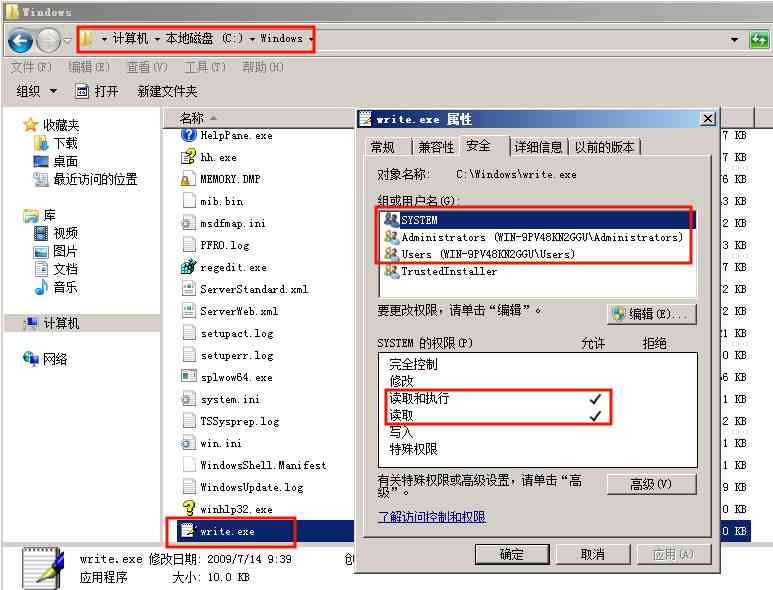 Windows
计算机 本地磁盘 (C:) Windows
文件(F) 编辑(E) 查看(V) 工具(T) 帮助(H)
组织 打开 新建文件夹
收藏夹
下载
桌面
最近访问的位置
库
视频
图片
文档
音乐
计算机
网络
名称
HelpPane.exe
hh.exe
MEMORY.DMP
mib.bin
msdfmap.ini
PFRO.log
regedit.exe
ServerStandard.xml
ServerWeb.xml
setupact.log
setuperr.log
splwow64.exe
system.ini
TSSysprep.log
win.ini
WindowsShell.Manifest
WindowsUpdate.log
winhlp32.exe
write.exe
write.exe 属性
常规 兼容性 安全 详细信息 以前的版本
对象名称: C:\Windows\write.exe
组或用户名(G):
SYSTEM
Administrators (WIN-9PV48KN2GGU\Administrators)
Users (WIN-9PV48KN2GGU\Users)
TrustedInstaller
要更改权限，请单击“编辑”。
编辑(E)...
SYSTEM 的权限(P) 允许 拒绝
完全控制
修改
读取和执行
读取
写入
特殊权限
有关特殊权限或高级设置，请单击“高
级”。
高级(V)
了解访问控制和权限
确定 取消 应用(A)
7 KB
7 KB
6 KB
3 KB
2 KB
KB
7 KB
KB
KB
KB
KB
KB
KB
KB
KB
KB
KB
KB
0 KB
write.exe 修改日期: 2009/7/14 9:39 创
应用程序 大小: 10.0 KB